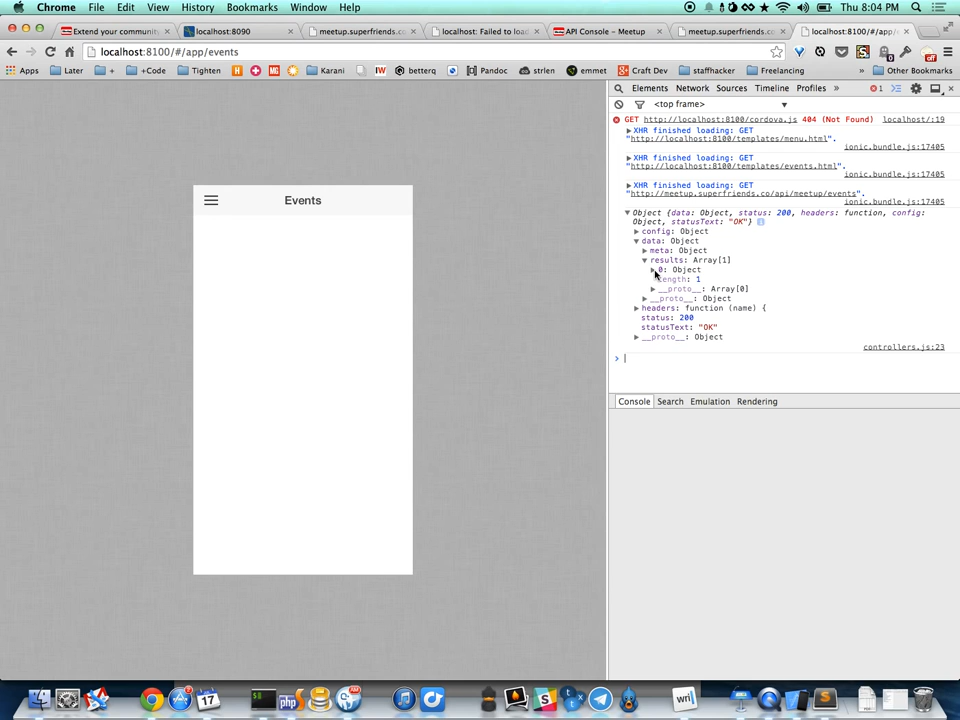 Chrome File Edit View History Bookmarks Window Help Thu 8:04 PM
Extend your communit localhost:8090 meetup.superfriends.cc localhost: Failed to loa API Console – Meetup meetup.superfriends.cc localhost:8100/#/app/e
localhost:8100/#/app/events
Apps Later + +Code Tighten Karani IW betterq Pandoc strlen emmet Craft Dev staffhacker Freelancing » Other Bookmarks
Elements Network Sources Timeline Profiles » 1
<top frame>
GET http://localhost:8100/cordova.js 404 (Not Found) localhost/:19
XHR finished loading: GET
"http://localhost:8100/templates/menu.html".
ionic.bundle.js:17405
XHR finished loading: GET
"http://localhost:8100/templates/events.html".
ionic.bundle.js:17405
XHR finished loading: GET
"http://meetup.superfriends.co/api/meetup/events".
ionic.bundle.js:17405
Object {data: Object, status: 200, headers: function, config:
Object, statusText: "OK"}
config: Object
data: Object
meta: Object
results: Array[1]
0: Object
length: 1
__proto__: Array[0]
__proto__: Object
headers: function (name) {
status: 200
statusText: "OK"
__proto__: Object
controllers.js:23
>
Console Search Emulation Rendering
Events
17